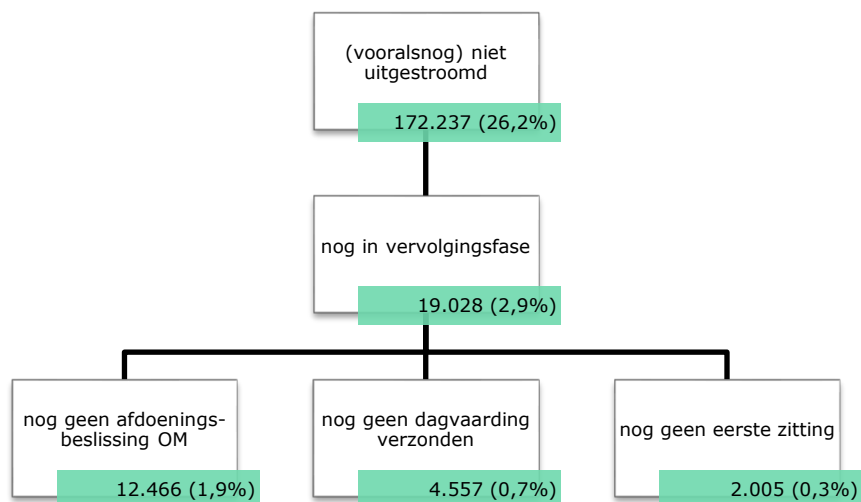 (vooralsnog) niet
uitgestroomd
172.237 (26,2%)
nog in vervolgingsfase
19.028 (2,9%)
nog geen afdoenings-
beslissing OM
12.466 (1,9%)
nog geen dagvaarding
verzonden
4.557 (0,7%)
nog geen eerste zitting
2.005 (0,3%)